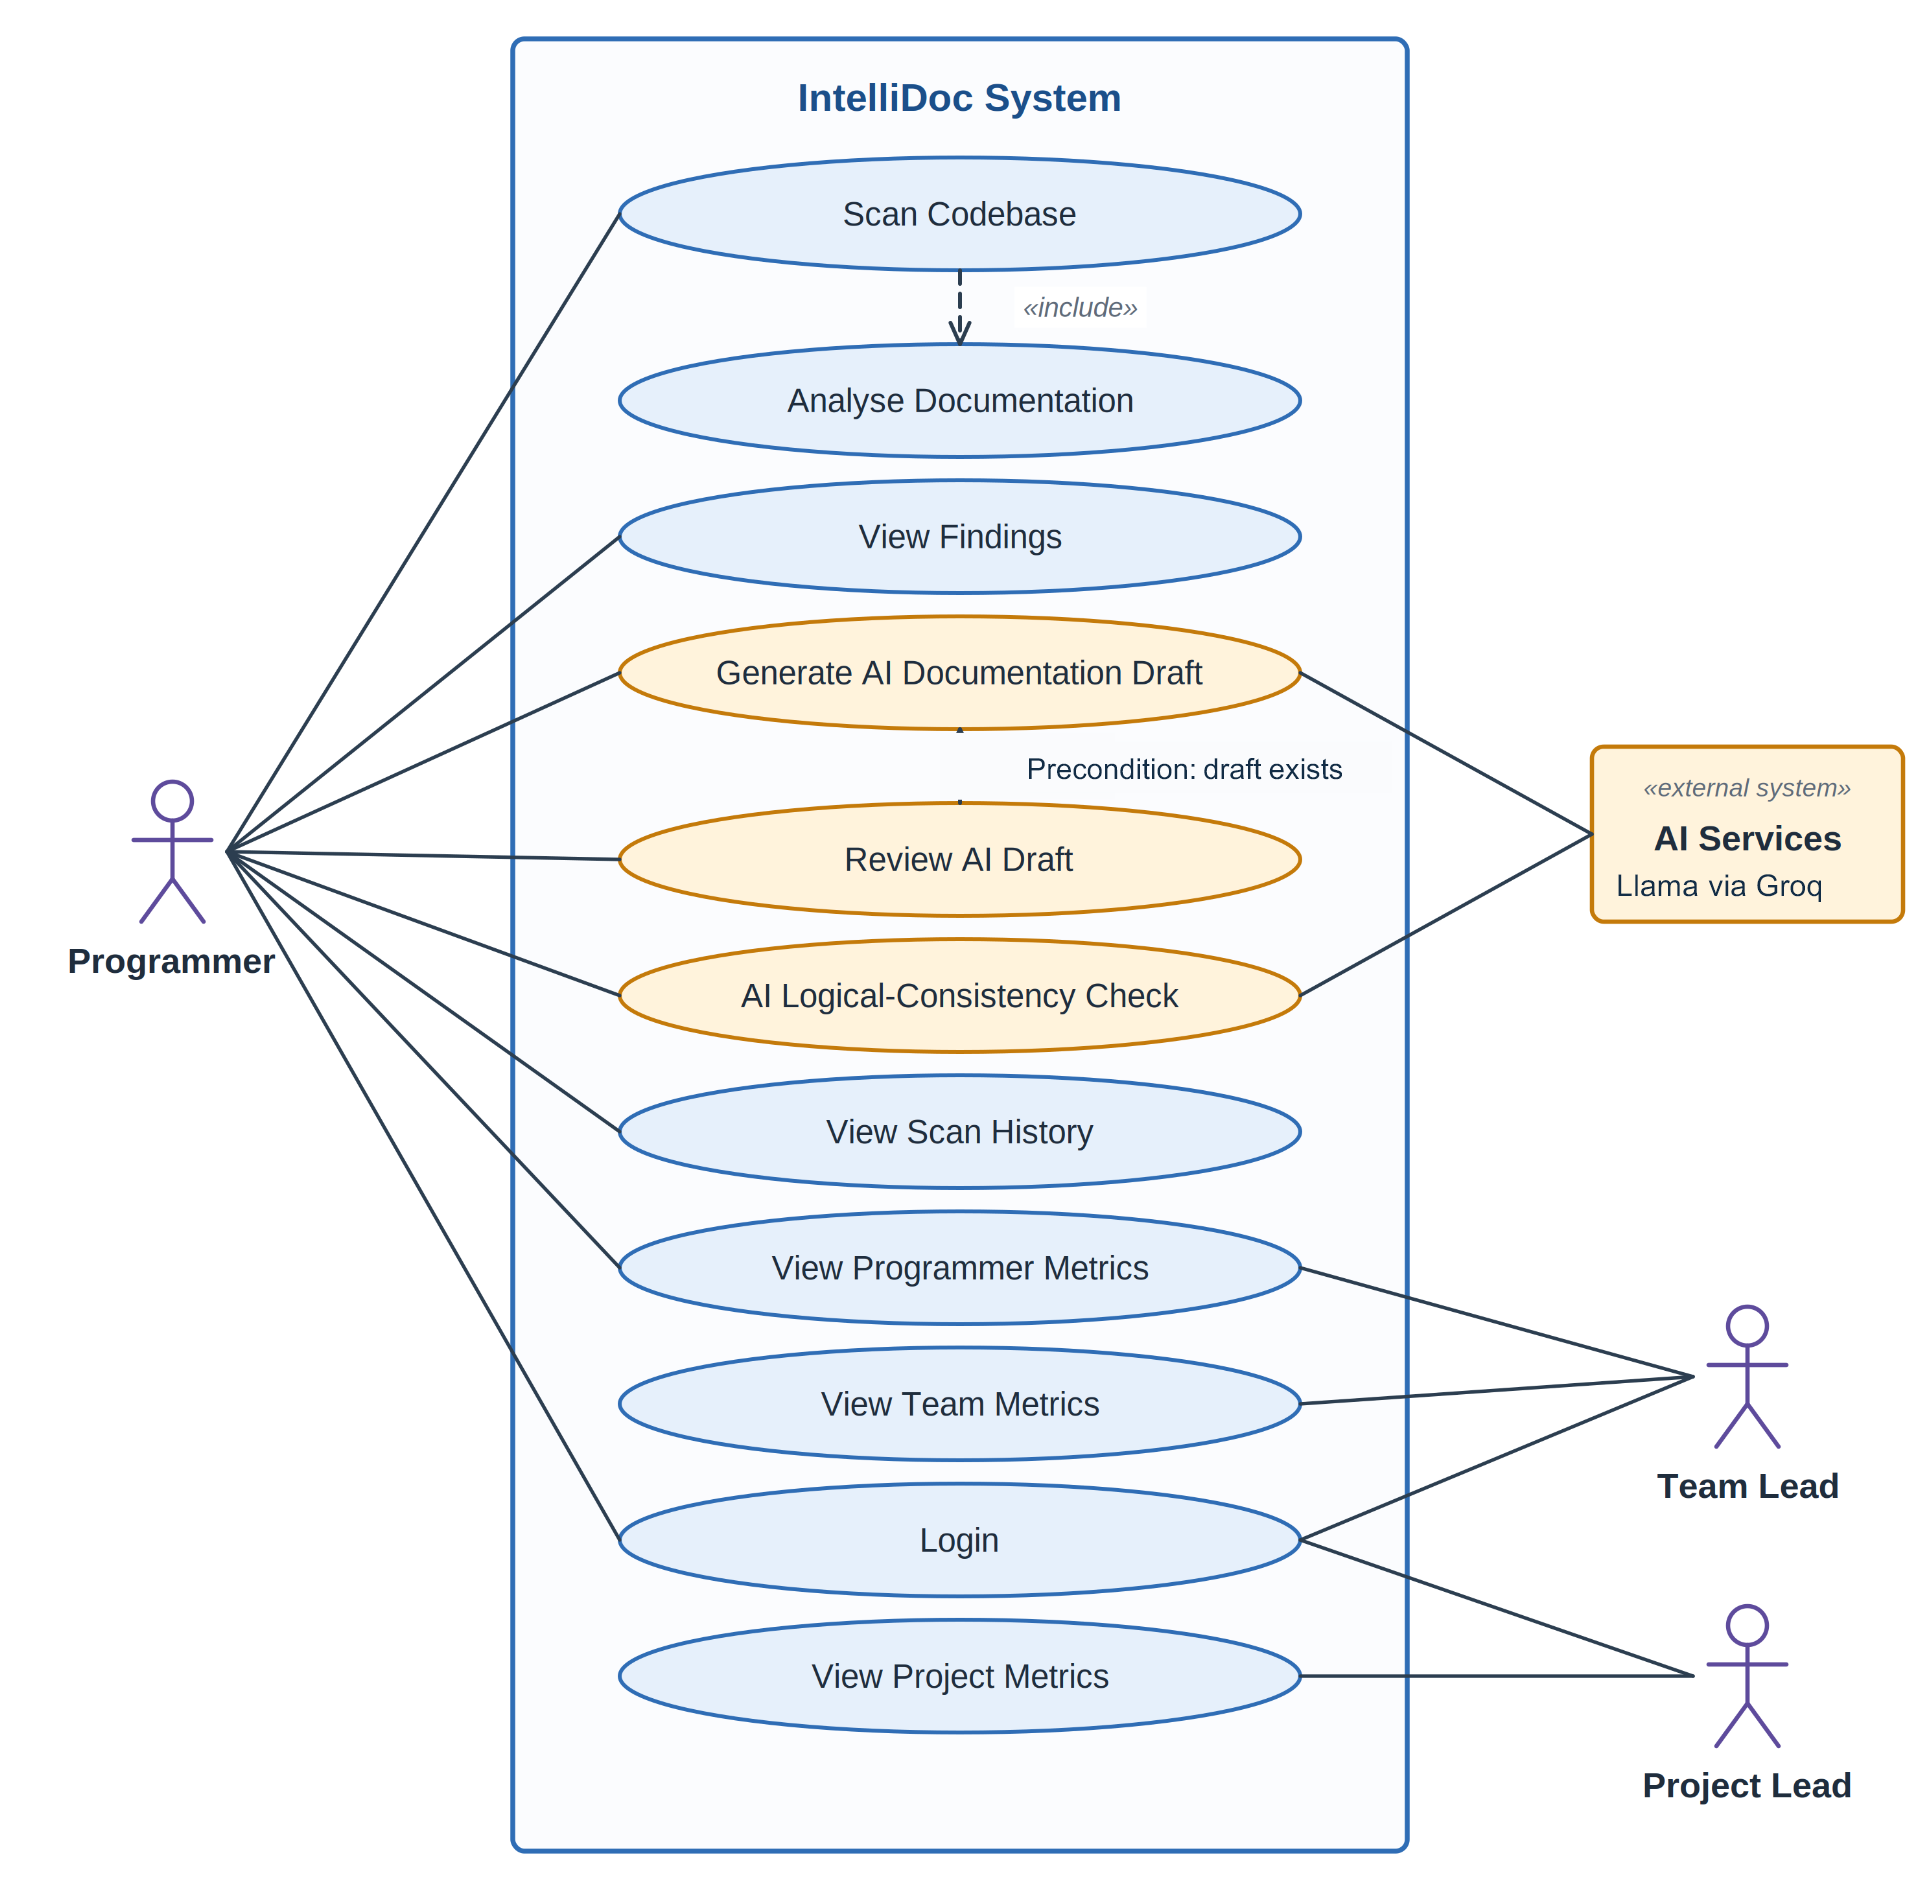 IntelliDoc System
Scan Codebase
«include»
Analyse Documentation
View Findings
Generate AI Documentation Draft
Precondition: draft exists
Review AI Draft
AI Logical-Consistency Check
View Scan History
View Programmer Metrics
View Team Metrics
Login
View Project Metrics
Programmer
«external system»
AI Services
Llama via Groq
Team Lead
Project Lead